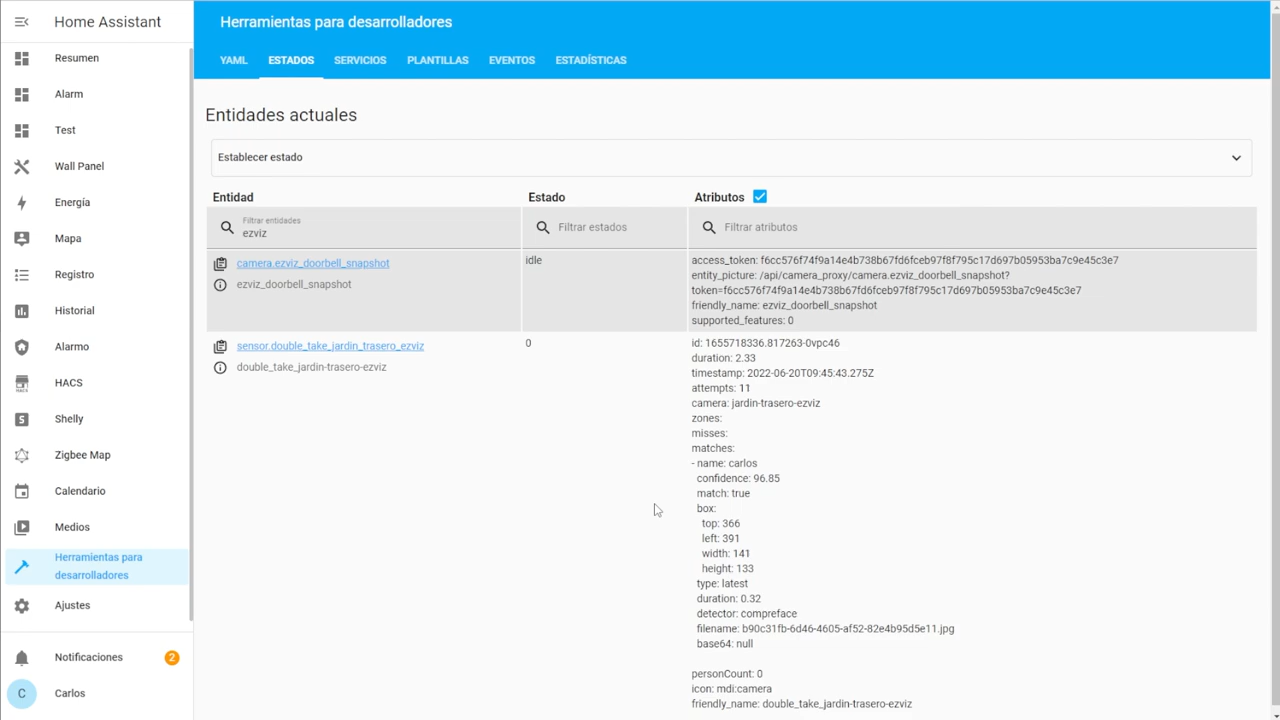 Home Assistant
Resumen
Alarm
Test
Wall Panel
Energía
Mapa
Registro
Historial
Alarmo
HACS
HACS
Shelly
Zigbee Map
Calendario
Medios
Herramientas para
desarrolladores
Ajustes
Notificaciones 2
C Carlos
Herramientas para desarrolladores
YAML ESTADOS SERVICIOS PLANTILLAS EVENTOS ESTADÍSTICAS
Entidades actuales
Establecer estado
Entidad Estado Atributos
Filtrar entidades
ezviz
Filtrar estados
Filtrar atributos
camera.ezviz_doorbell_snapshot
ezviz_doorbell_snapshot
idle
access_token: f6cc576f74f9a14e4b738b67fd6fceb97f8f795c17d697b05953ba7c9e45c3e7
entity_picture: /api/camera_proxy/camera.ezviz_doorbell_snapshot?
token=f6cc576f74f9a14e4b738b67fd6fceb97f8f795c17d697b05953ba7c9e45c3e7
friendly_name: ezviz_doorbell_snapshot
supported_features: 0
sensor.double_take_jardin_trasero_ezviz
double_take_jardin-trasero-ezviz
0
id: 1655718336.817263-0vpc46
duration: 2.33
timestamp: 2022-06-20T09:45:43.275Z
attempts: 11
camera: jardin-trasero-ezviz
zones:
misses:
matches:
- name: carlos
confidence: 96.85
match: true
box:
top: 366
left: 391
width: 141
height: 133
type: latest
duration: 0.32
detector: compreface
filename: b90c31fb-6d46-4605-af52-82e4b95d5e11.jpg
base64: null
personCount: 0
icon: mdi:camera
friendly_name: double_take_jardin-trasero-ezviz